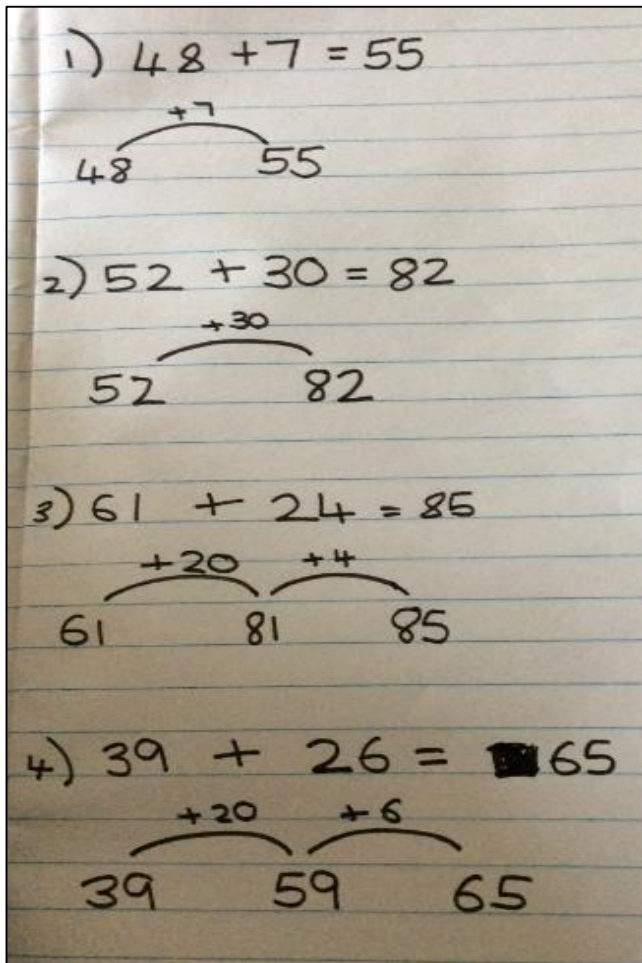 1) 48 + 7 = 55
+7
48 55
2) 52 + 30 = 82
+30
52 82
3) 61 + 24 = 85
+20 +4
61 81 85
4) 39 + 26 = 65
+20 +6
39 59 65